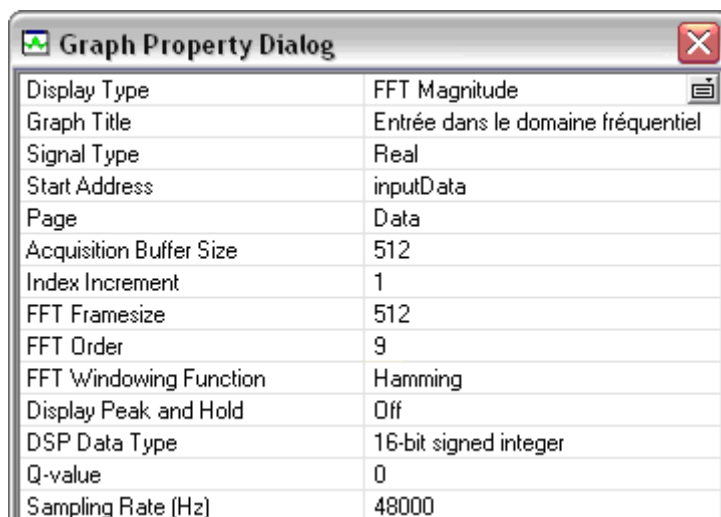 Graph Property Dialog
Display Type FFT Magnitude
Graph Title Entrée dans le domaine fréquentiel
Signal Type Real
Start Address inputData
Page Data
Acquisition Buffer Size 512
Index Increment 1
FFT Framesize 512
FFT Order 9
FFT Windowing Function Hamming
Display Peak and Hold Off
DSP Data Type 16-bit signed integer
Q-value 0
Sampling Rate (Hz) 48000